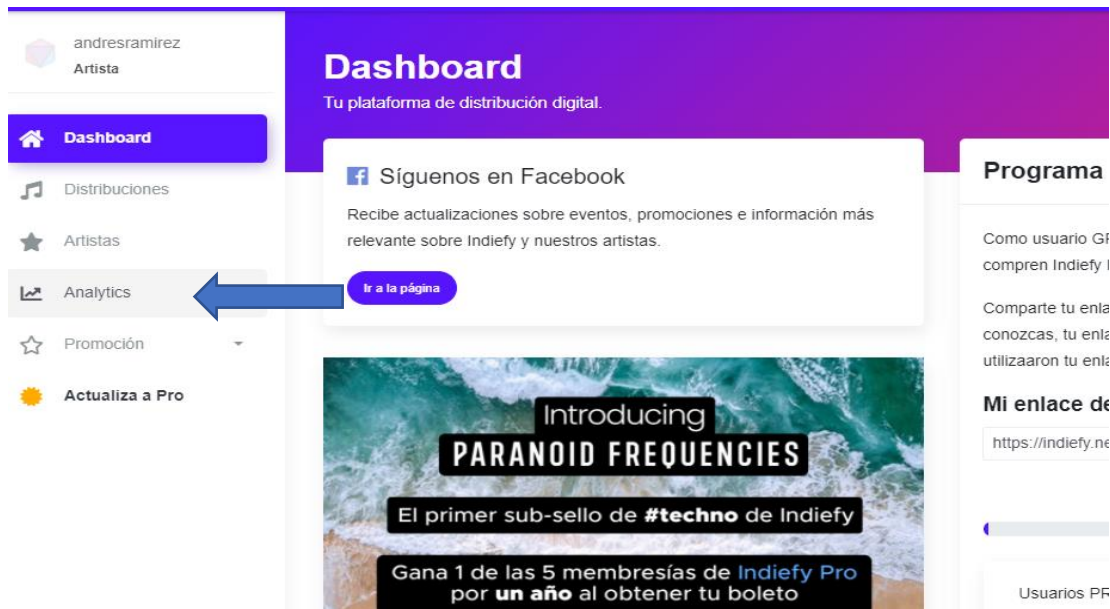 andresramirez
Artista
Dashboard
Distribuciones
Artistas
Analytics
Promoción
Actualiza a Pro
Dashboard
Tu plataforma de distribución digital.
Síguenos en Facebook
Recibe actualizaciones sobre eventos, promociones e información más
relevante sobre Indiefy y nuestros artistas.
Ir a la página
Introducing
PARANOID FREQUENCIES
El primer sub-sello de #techno de Indiefy
Gana 1 de las 5 membresías de Indiefy Pro
por un año al obtener tu boleto
Programa
Como usuario
compren Indiefy
Comparte tu
conozcas, tu
utilizaaron tu
Mi enlace de
https://indiefy.ne
Usuarios PR